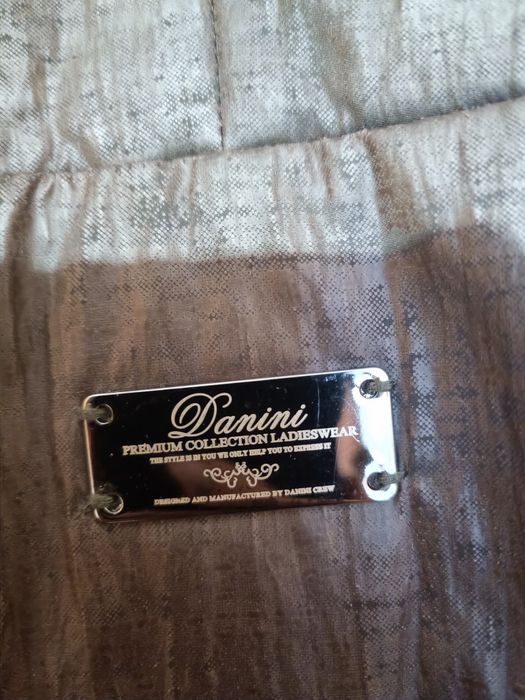 Danini
PREMIUM COLLECTION LADIESWEAR
THE STYLE IS IN YOU WE ONLY HELP YOU TO EXPRESS IT
DESIGNED AND MANUFACTURED BY DANINI CREW